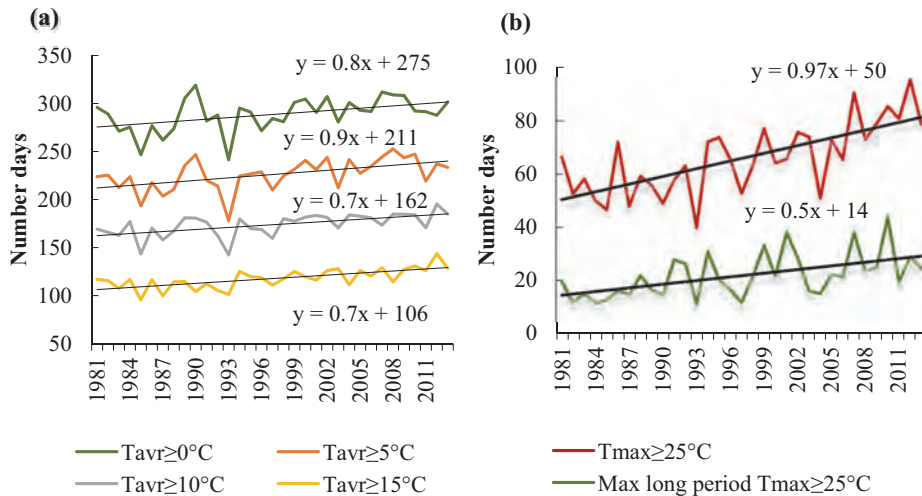 (a)
y = 0.8x + 275
y = 0.9x + 211
y = 0.7x + 162
y = 0.7x + 106
Number days
350
300
250
200
150
100
50
1981
1984
1987
1990
1993
1996
1999
2002
2005
2008
2011
Tavr≥0°C
Tavr≥5°C
Tavr≥10°C
Tavr≥15°C
(b)
y = 0.97x + 50
y = 0.5x + 14
Number days
100
80
60
40
20
0
1981
1984
1987
1990
1993
1996
1999
2002
2005
2008
2011
Tmax≥25°C
Max long period Tmax≥25°C